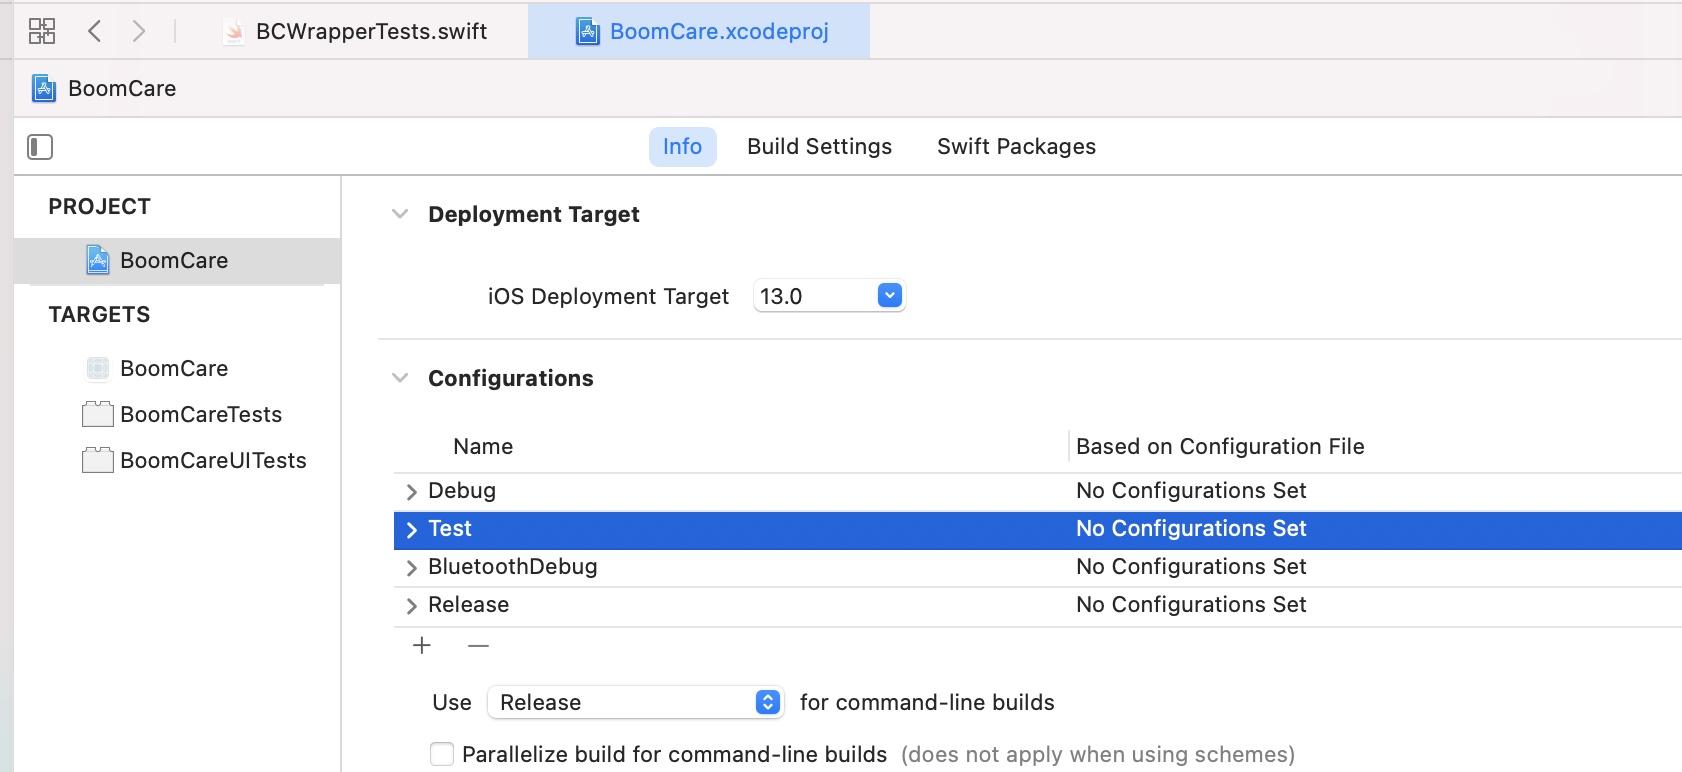 BCWrapperTests.swift
BoomCare.xcodeproj
BoomCare
Info
Build Settings
Swift Packages
PROJECT
BoomCare
TARGETS
BoomCare
BoomCareTests
BoomCareUITests
Deployment Target
iOS Deployment Target 13.0
Configurations
Name Based on Configuration File
Debug No Configurations Set
Test No Configurations Set
BluetoothDebug No Configurations Set
Release No Configurations Set
Use Release for command-line builds
Parallelize build for command-line builds (does not apply when using schemes)